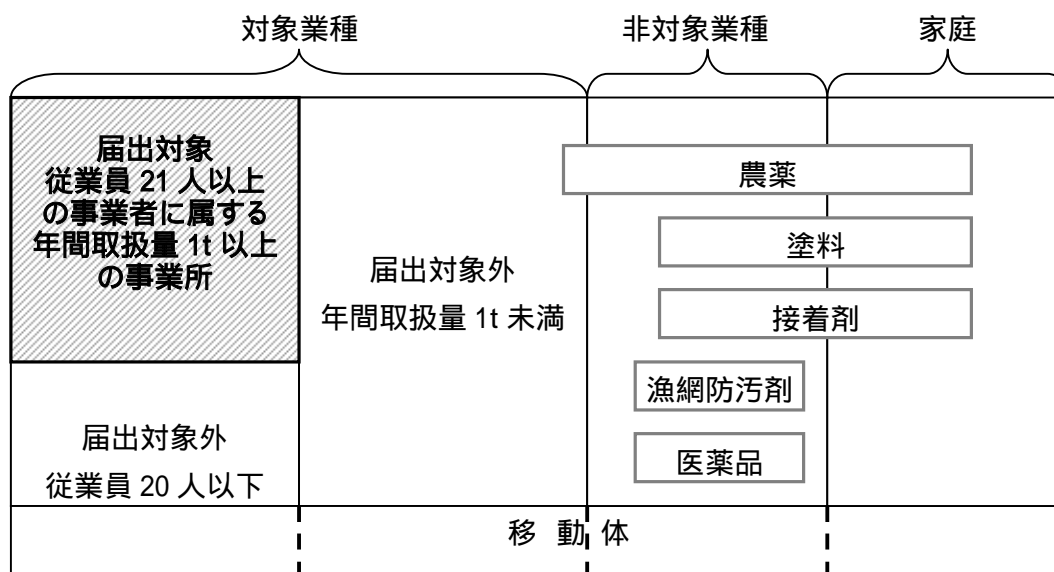 対象業種
非対象業種
家庭
届出対象
従業員 21 人以上
の事業者に属する
年間取扱量 1t 以上
の事業所
届出対象外
従業員 20 人以下
届出対象外
年間取扱量 1t 未満
農薬
塗料
接着剤
漁網防汚剤
医薬品
移 動 体